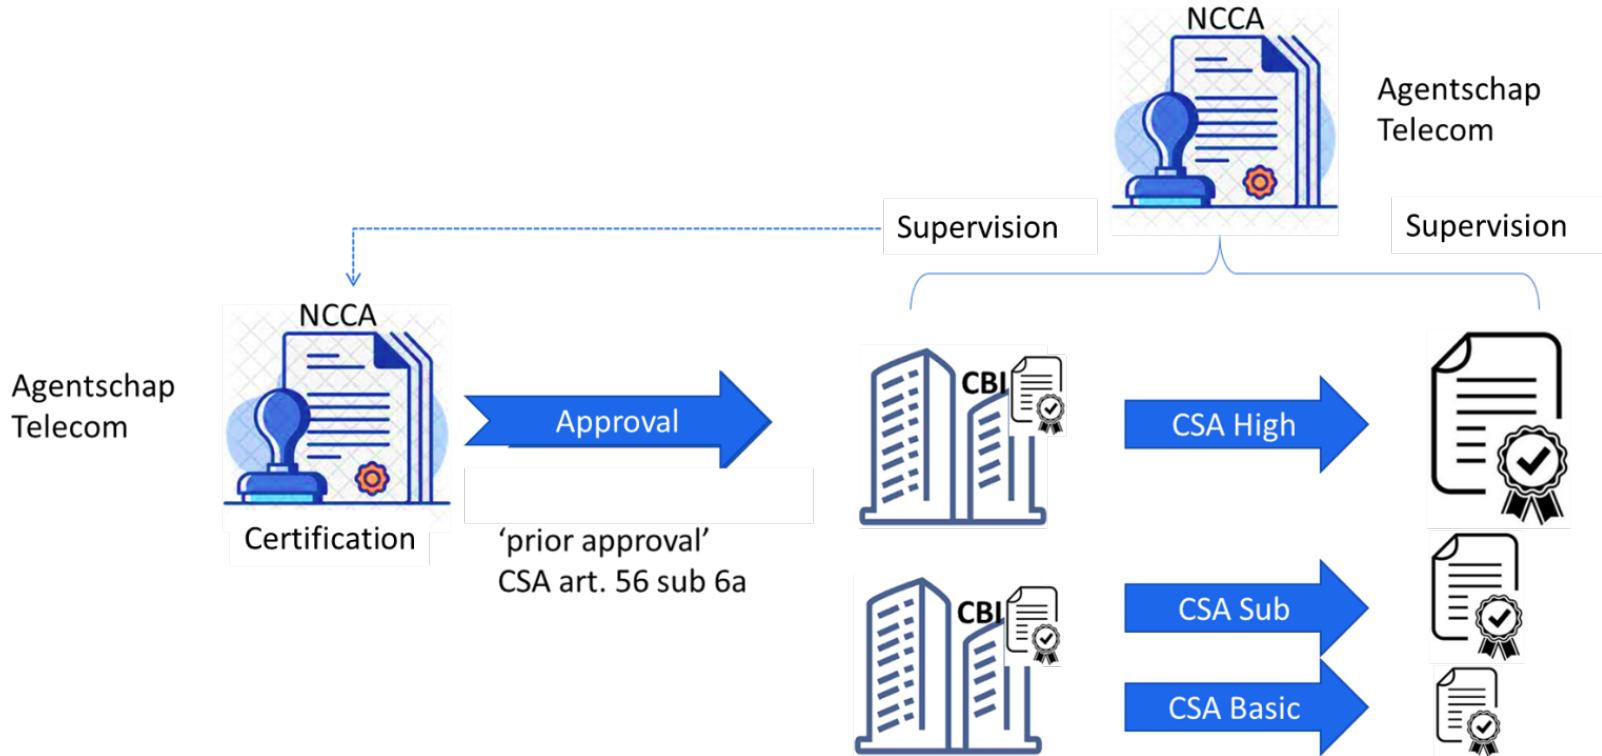 NCCA
Agentschap
Telecom
Supervision
Supervision
NCCA
Agentschap
Telecom
Approval
CBI
CSA High
Certification
‘prior approval’
CSA art. 56 sub 6a
CBI
CSA Sub
CSA Basic